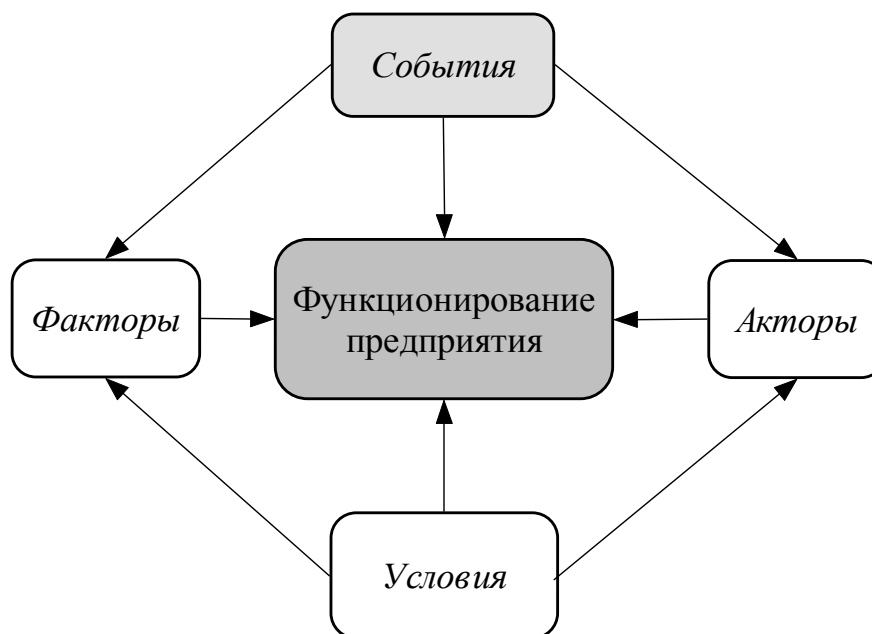 События
Факторы
Функционирование
предприятия
Акторы
Условия